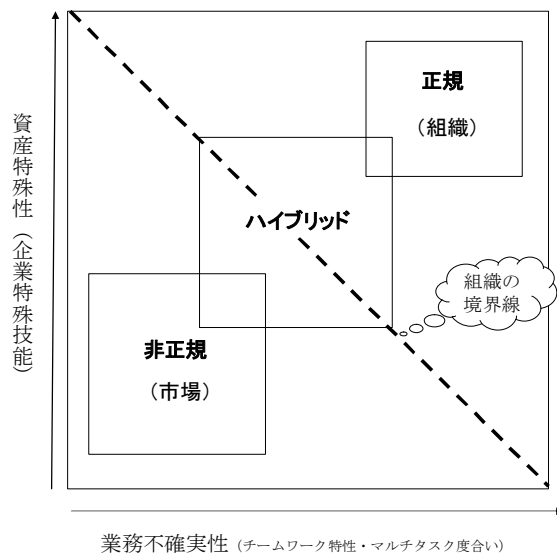 正規
（組織）
ハイブリッド
組織の
境界線
非正規
（市場）
資産特殊性（企業特殊技能）
業務不確実性（チームワーク特性・マルチタスク度合い）